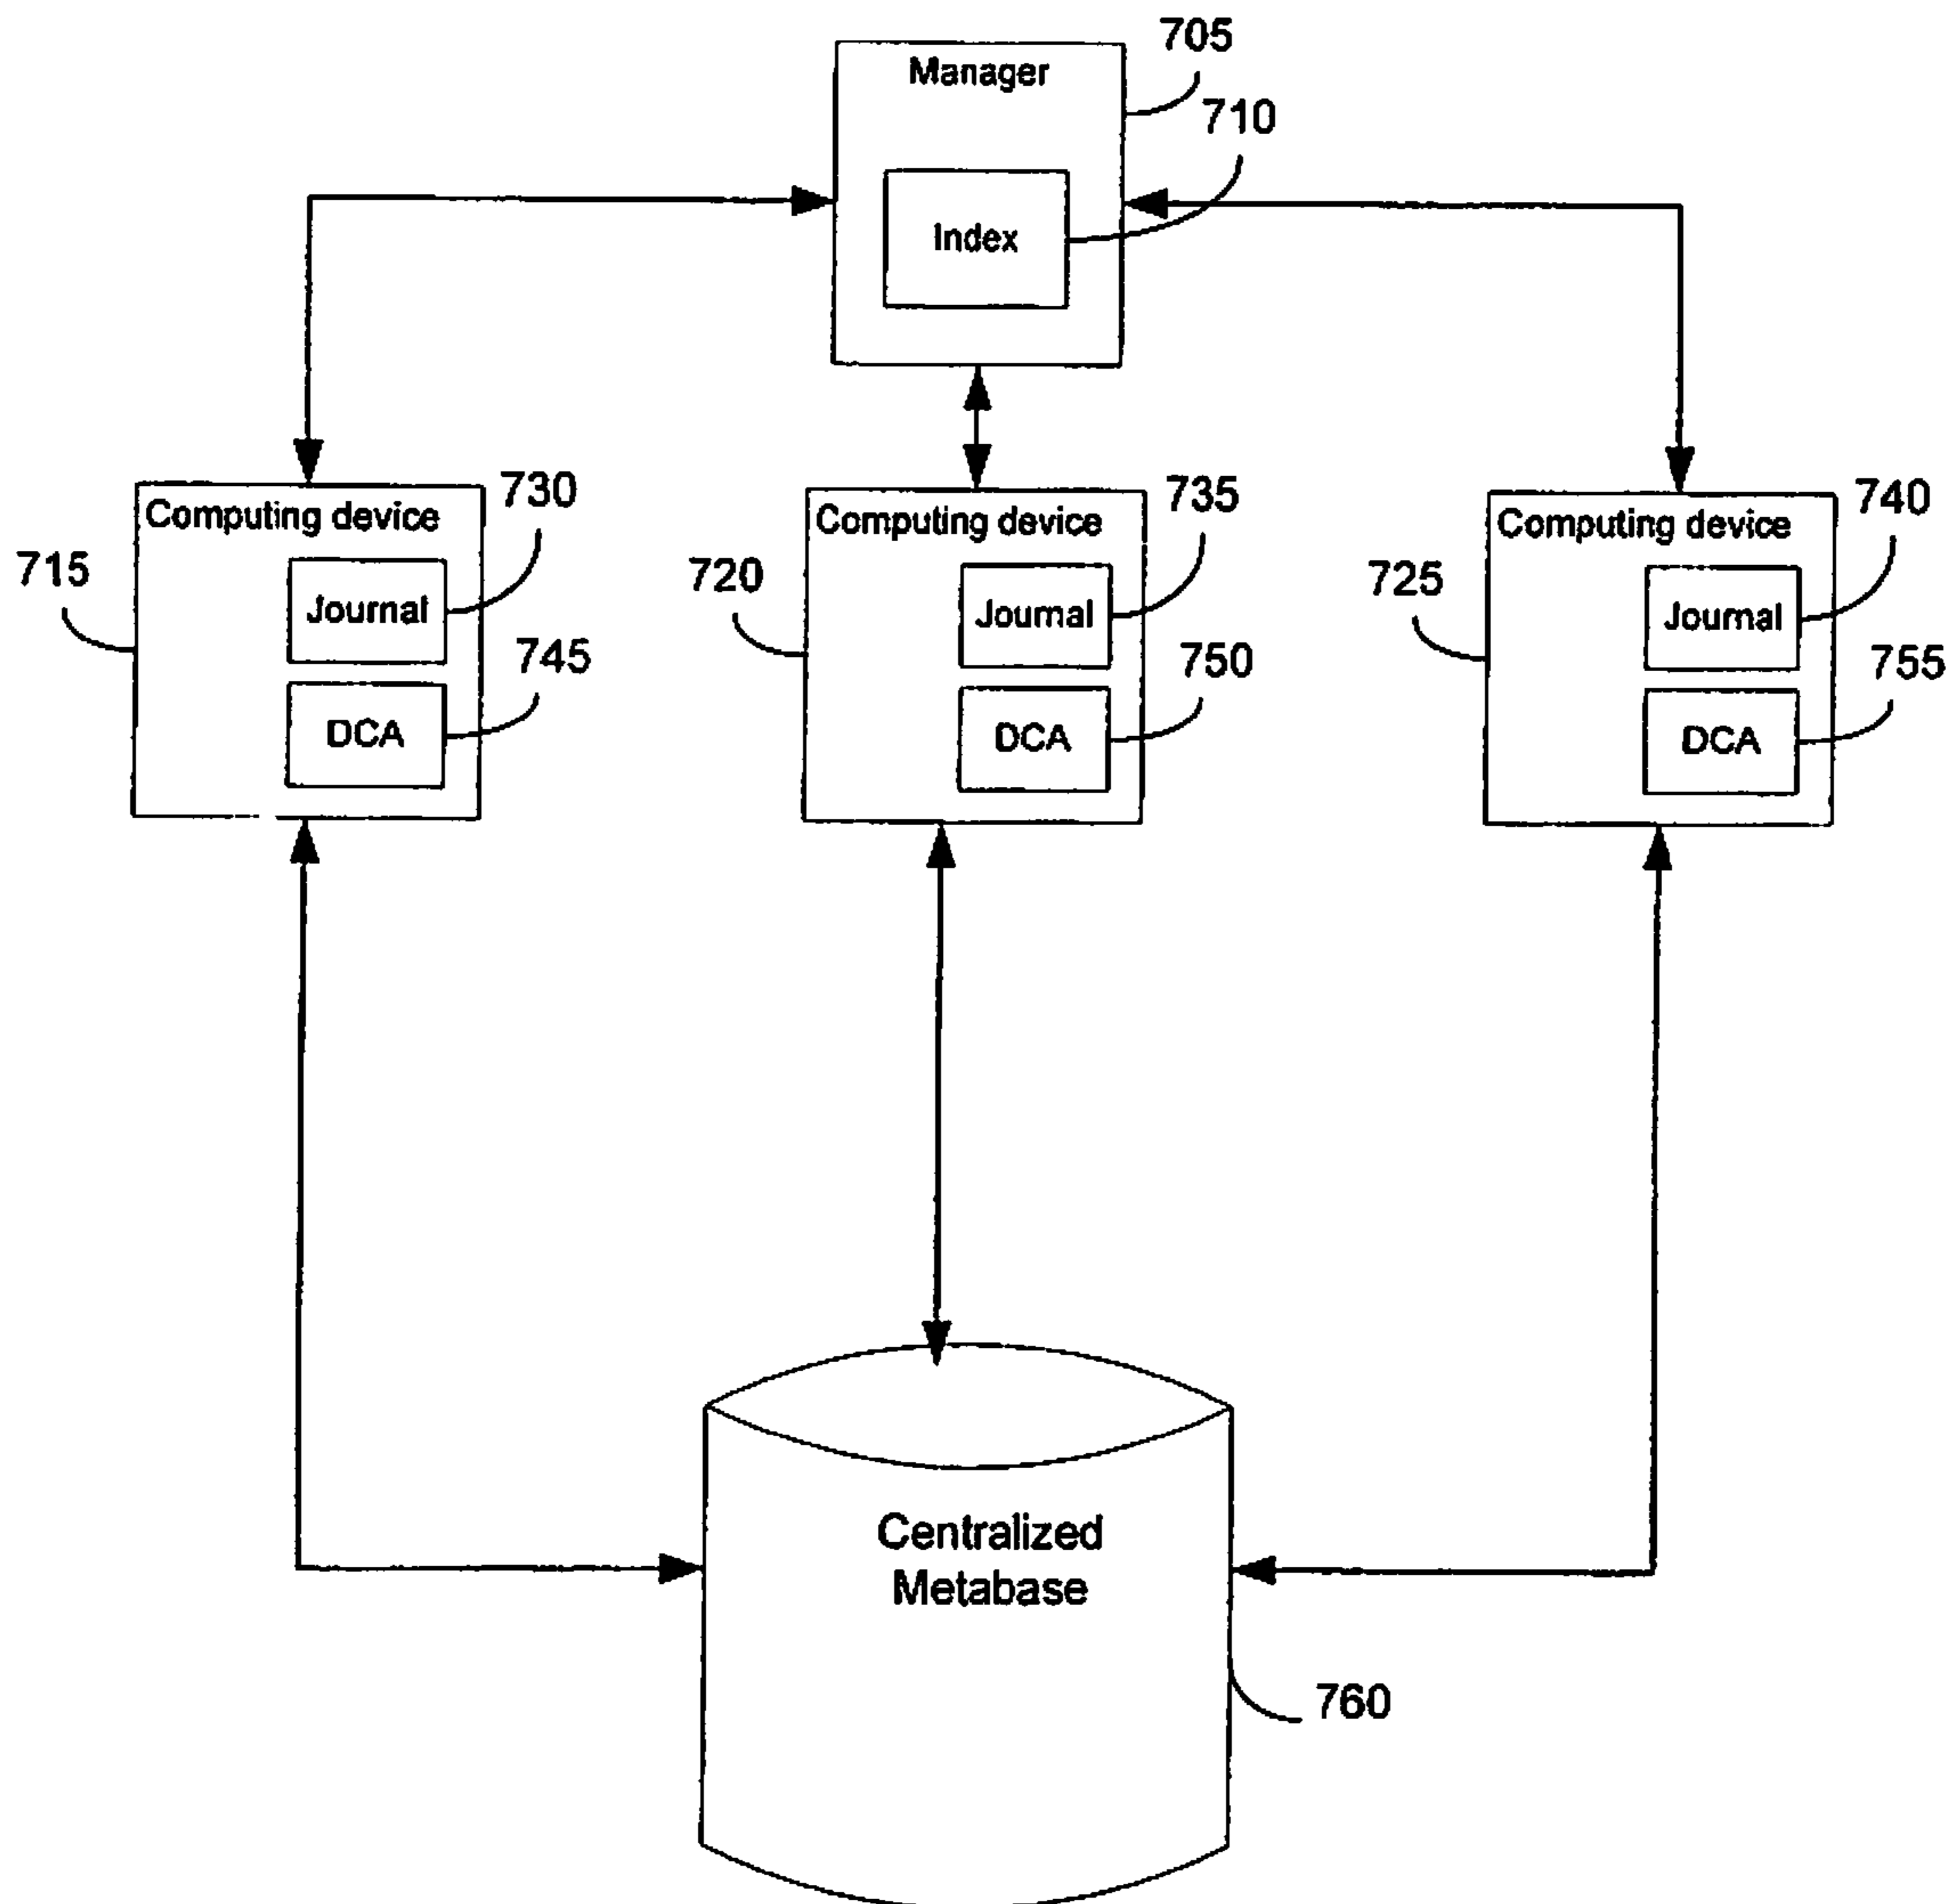 705
Manager
710
Index
Computing device
730
715
Journal
745
DCA
Computing device
735
720
Journal
750
DCA
Computing device
740
725
Journal
755
DCA
Centralized
Metabase
760